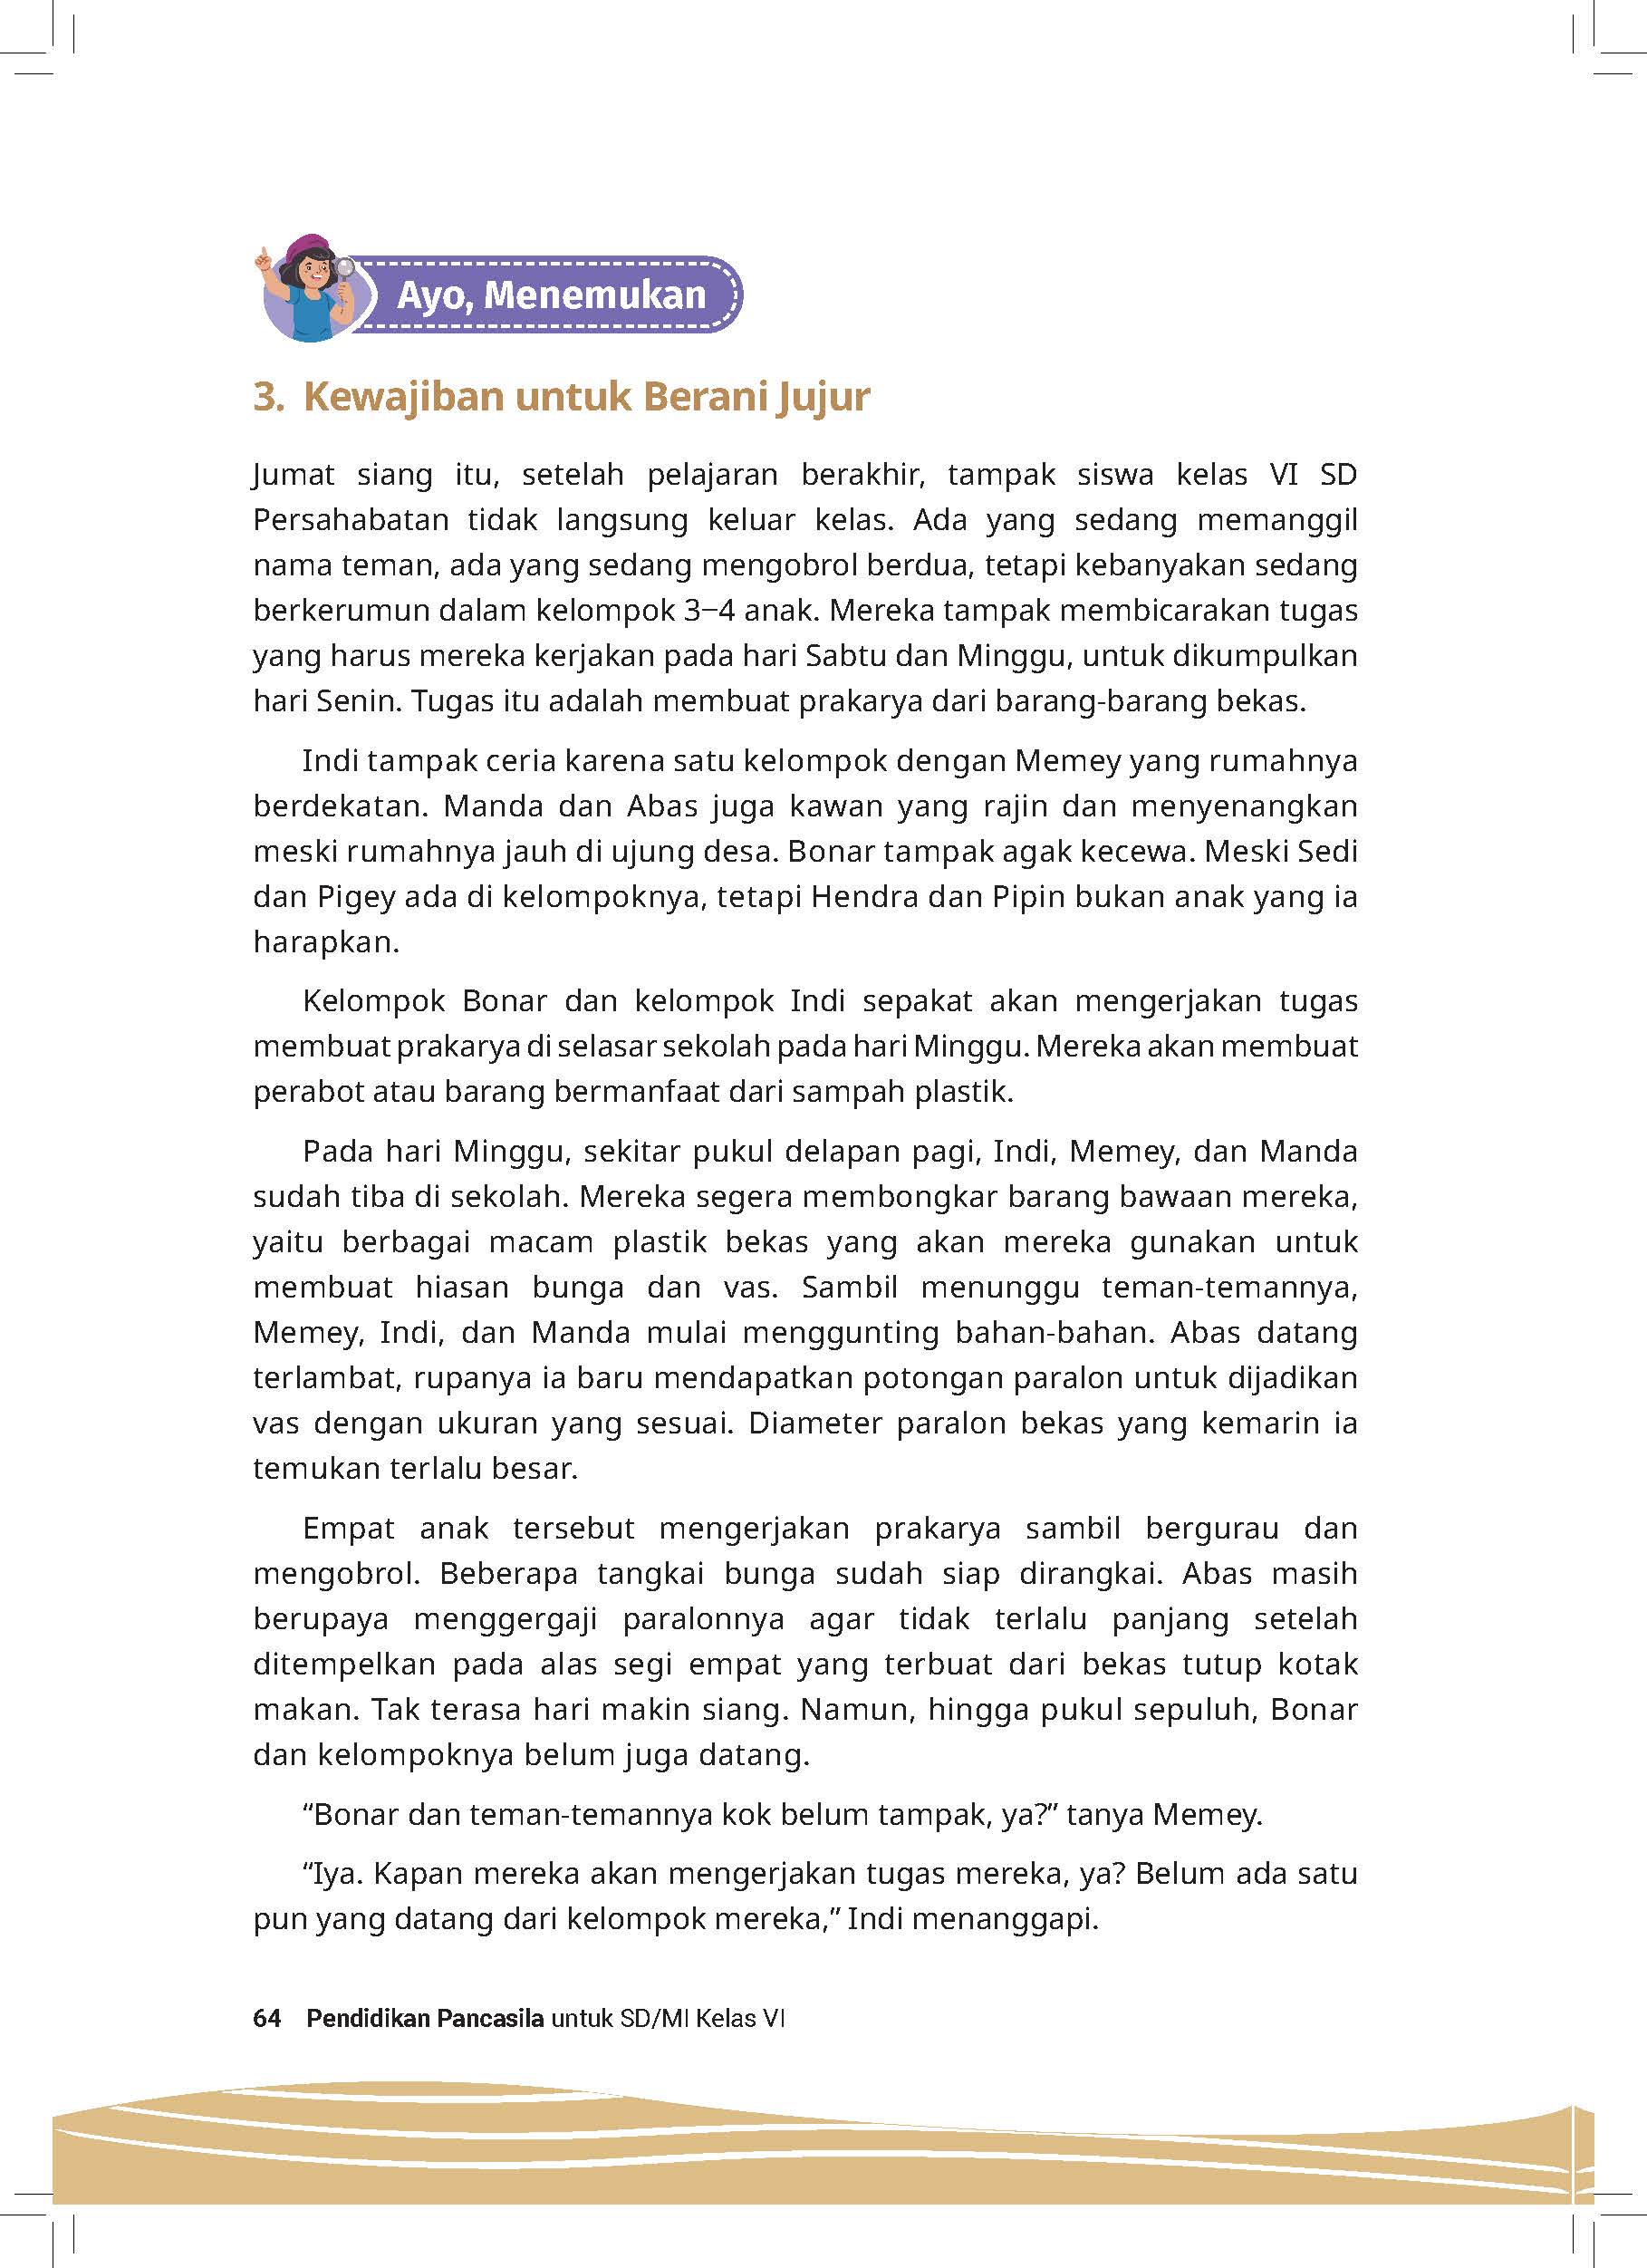 Ayo, Menemukan
3. Kewajiban untuk Berani Jujur
Jumat siang itu, setelah pelajaran berakhir, tampak siswa kelas VI SD
Persahabatan tidak langsung keluar kelas. Ada yang sedang memanggil
nama teman, ada yang sedang mengobrol berdua, tetapi kebanyakan sedang
berkerumun dalam kelompok 3–4 anak. Mereka tampak membicarakan tugas
yang harus mereka kerjakan pada hari Sabtu dan Minggu, untuk dikumpulkan
hari Senin. Tugas itu adalah membuat prakarya dari barang-barang bekas.
Indi tampak ceria karena satu kelompok dengan Memey yang rumahnya
berdekatan. Manda dan Abas juga kawan yang rajin dan menyenangkan
meski rumahnya jauh di ujung desa. Bonar tampak agak kecewa. Meski Sedi
dan Pigey ada di kelompoknya, tetapi Hendra dan Pipin bukan anak yang ia
harapkan.
Kelompok Bonar dan kelompok Indi sepakat akan mengerjakan tugas
membuat prakarya di selasar sekolah pada hari Minggu. Mereka akan membuat
perabot atau barang bermanfaat dari sampah plastik.
Pada hari Minggu, sekitar pukul delapan pagi, Indi, Memey, dan Manda
sudah tiba di sekolah. Mereka segera membongkar barang bawaan mereka,
yaitu berbagai macam plastik bekas yang akan mereka gunakan untuk
membuat hiasan bunga dan vas. Sambil menunggu teman-temannya,
Memey, Indi, dan Manda mulai menggunting bahan-bahan. Abas datang
terlambat, rupanya ia baru mendapatkan potongan paralon untuk dijadikan
vas dengan ukuran yang sesuai. Diameter paralon bekas yang kemarin ia
temukan terlalu besar.
Empat anak tersebut mengerjakan prakarya sambil bergurau dan
mengobrol. Beberapa tangkai bunga sudah siap dirangkai. Abas masih
berupaya menggergaji paralonnya agar tidak terlalu panjang setelah
ditempelkan pada alas segi empat yang terbuat dari bekas tutup kotak
makan. Tak terasa hari makin siang. Namun, hingga pukul sepuluh, Bonar
dan kelompoknya belum juga datang.
“Bonar dan teman-temannya kok belum tampak, ya?” tanya Memey.
“Iya. Kapan mereka akan mengerjakan tugas mereka, ya? Belum ada satu
pun yang datang dari kelompok mereka,” Indi menanggapi.
64 Pendidikan Pancasila untuk SD/MI Kelas VI